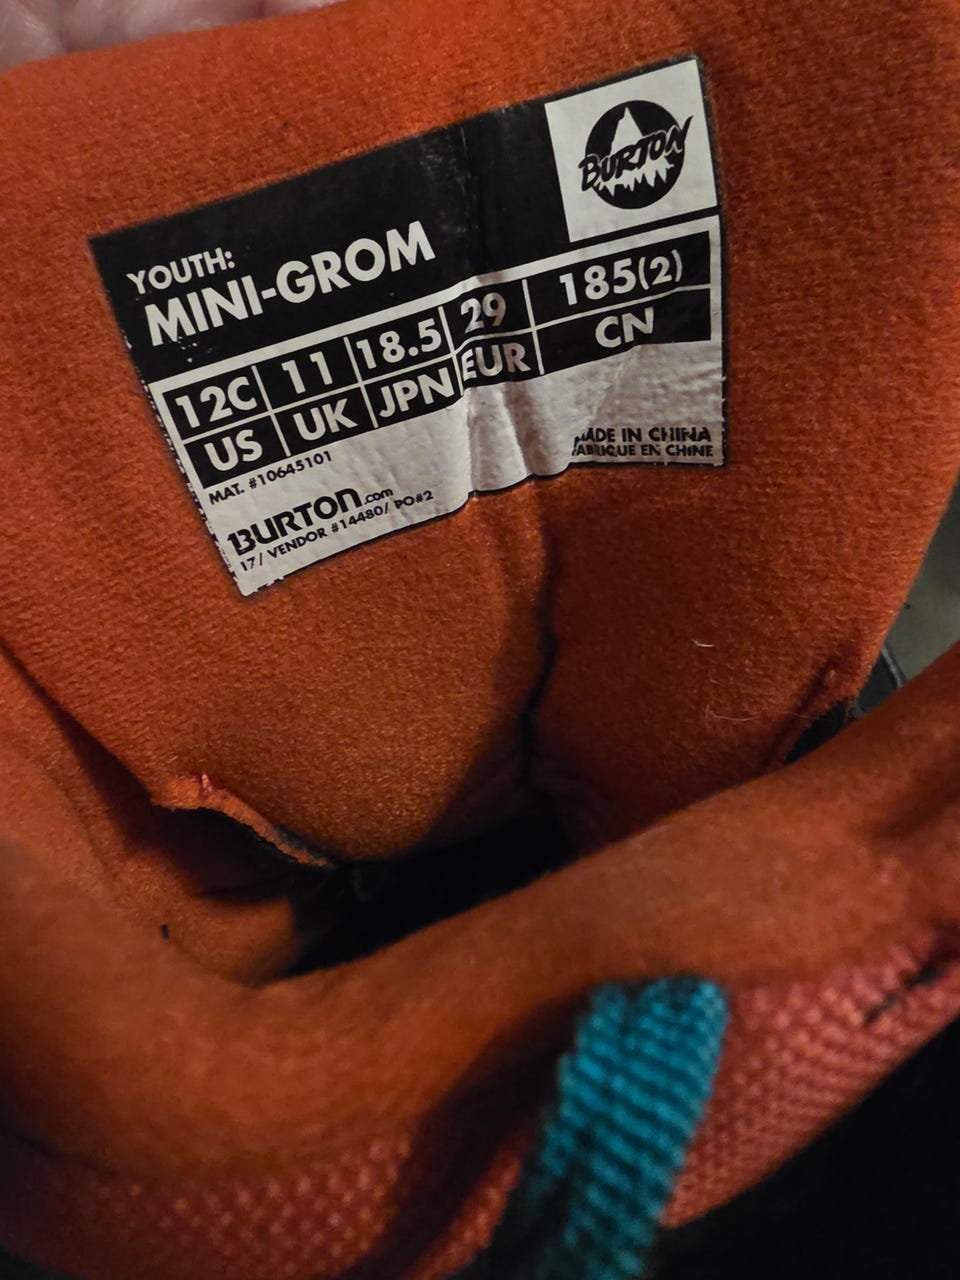 BURTON
YOUTH:
MINI-GROM
12C 11 18.5 29 185(2)
US UK JPN EUR CN
MAT. #10645101
MADE IN CHINA
FABRIQUE EN CHINE
BURTON.com
17/ VENDOR #14480/ PO#2